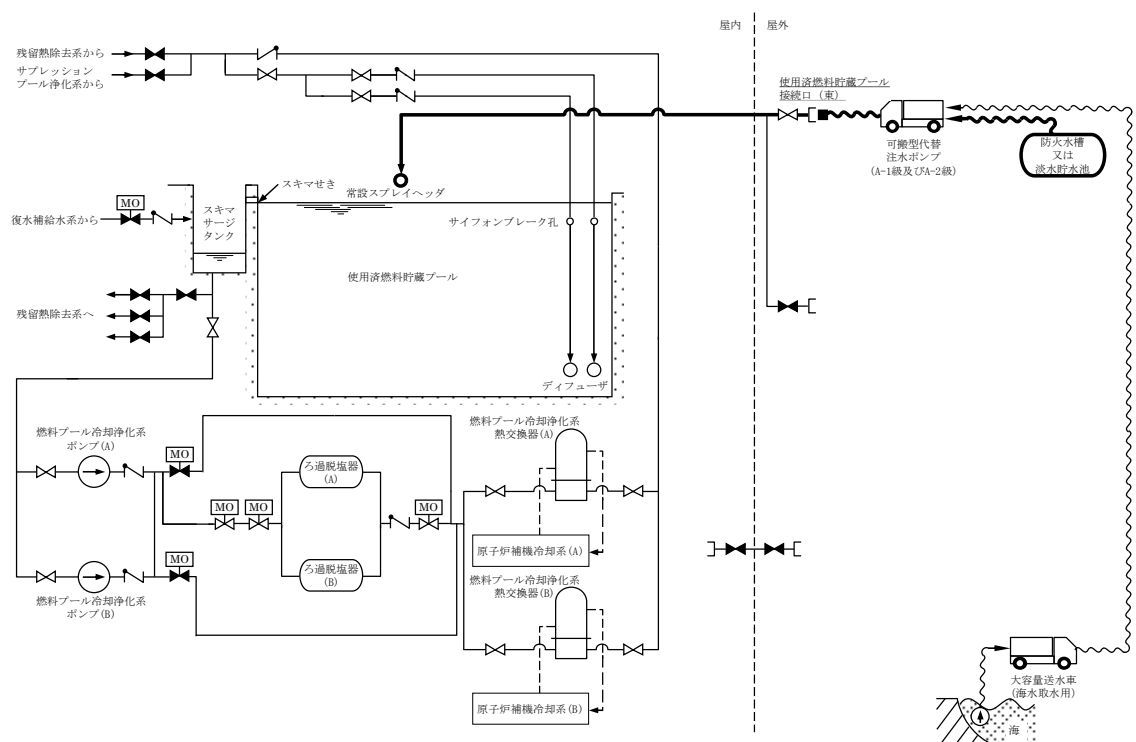 屋内
屋外
残留熱除去系から
サプレッション
プール浄化系から
使用済燃料貯蔵プール
接続口（東）
可搬型代替
注水ポンプ
(A-1級及びA-2級)
防火水槽
又は
淡水貯水池
スキマせき
常設スプレイヘッダ
MO
復水補給水系から
スキマ
サージ
タンク
サイフォンブレーク孔
使用済燃料貯蔵プール
残留熱除去系へ
ディフューザ
燃料プール冷却浄化系
ポンプ(A)
MO
ろ過脱塩器
(A)
MO
MO
MO
燃料プール冷却浄化系
熱交換器(A)
原子炉補機冷却系(A)
MO
ろ過脱塩器
(B)
燃料プール冷却浄化系
ポンプ(B)
燃料プール冷却浄化系
熱交換器(B)
原子炉補機冷却系(B)
大容量送水車
(海水取水用)
海